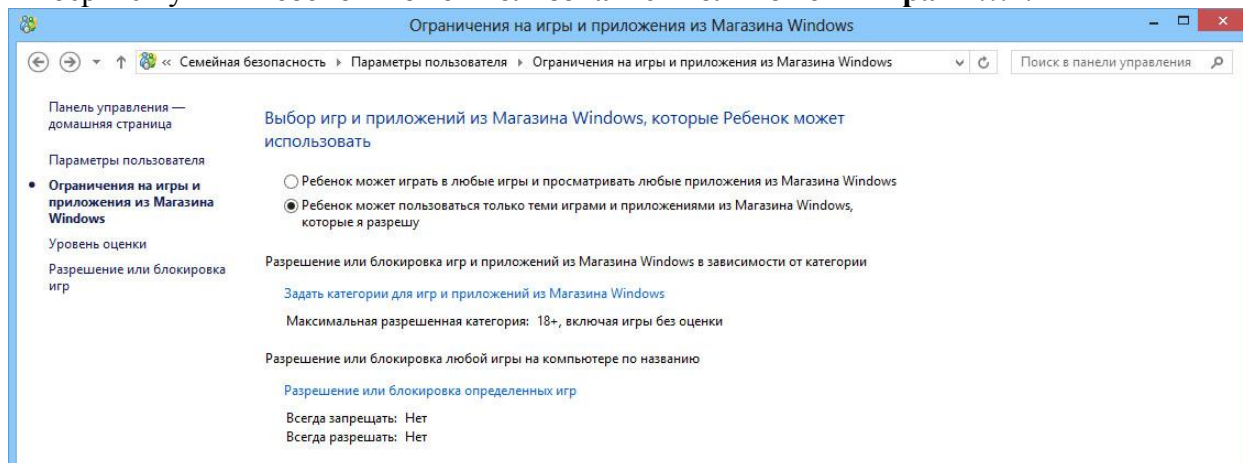 Ограничения на игры и приложения из Магазина Windows
« Семейная безопасность ▸ Параметры пользователя ▸ Ограничения на игры и приложения из Магазина Windows
Поиск в панели управления
Панель управления —
домашняя страница
Параметры пользователя
• Ограничения на игры и
приложения из Магазина
Windows
Уровень оценки
Разрешение или блокировка
игр
Выбор игр и приложений из Магазина Windows, которые Ребенок может
использовать
Ребенок может играть в любые игры и просматривать любые приложения из Магазина Windows
Ребенок может пользоваться только теми играми и приложениями из Магазина Windows,
которые я разрешу
Разрешение или блокировка игр и приложений из Магазина Windows в зависимости от категории
Задать категории для игр и приложений из Магазина Windows
Максимальная разрешенная категория: 18+, включая игры без оценки
Разрешение или блокировка любой игры на компьютере по названию
Разрешение или блокировка определенных игр
Всегда запрещать: Нет
Всегда разрешать: Нет